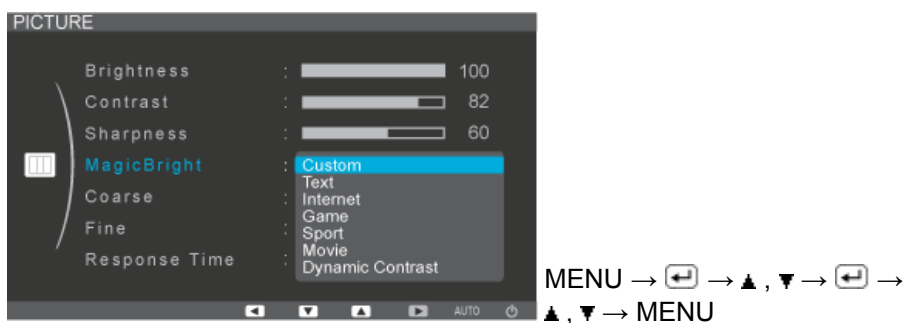 PICTURE
Brightness : 100
Contrast : 82
Sharpness : 60
MagicBright : Custom
Text
Coarse : Internet
Game
Fine : Sport
Movie
Response Time : Dynamic Contrast
AUTO
MENU → → ▲ , ▼ → →
▲ , ▼ → MENU